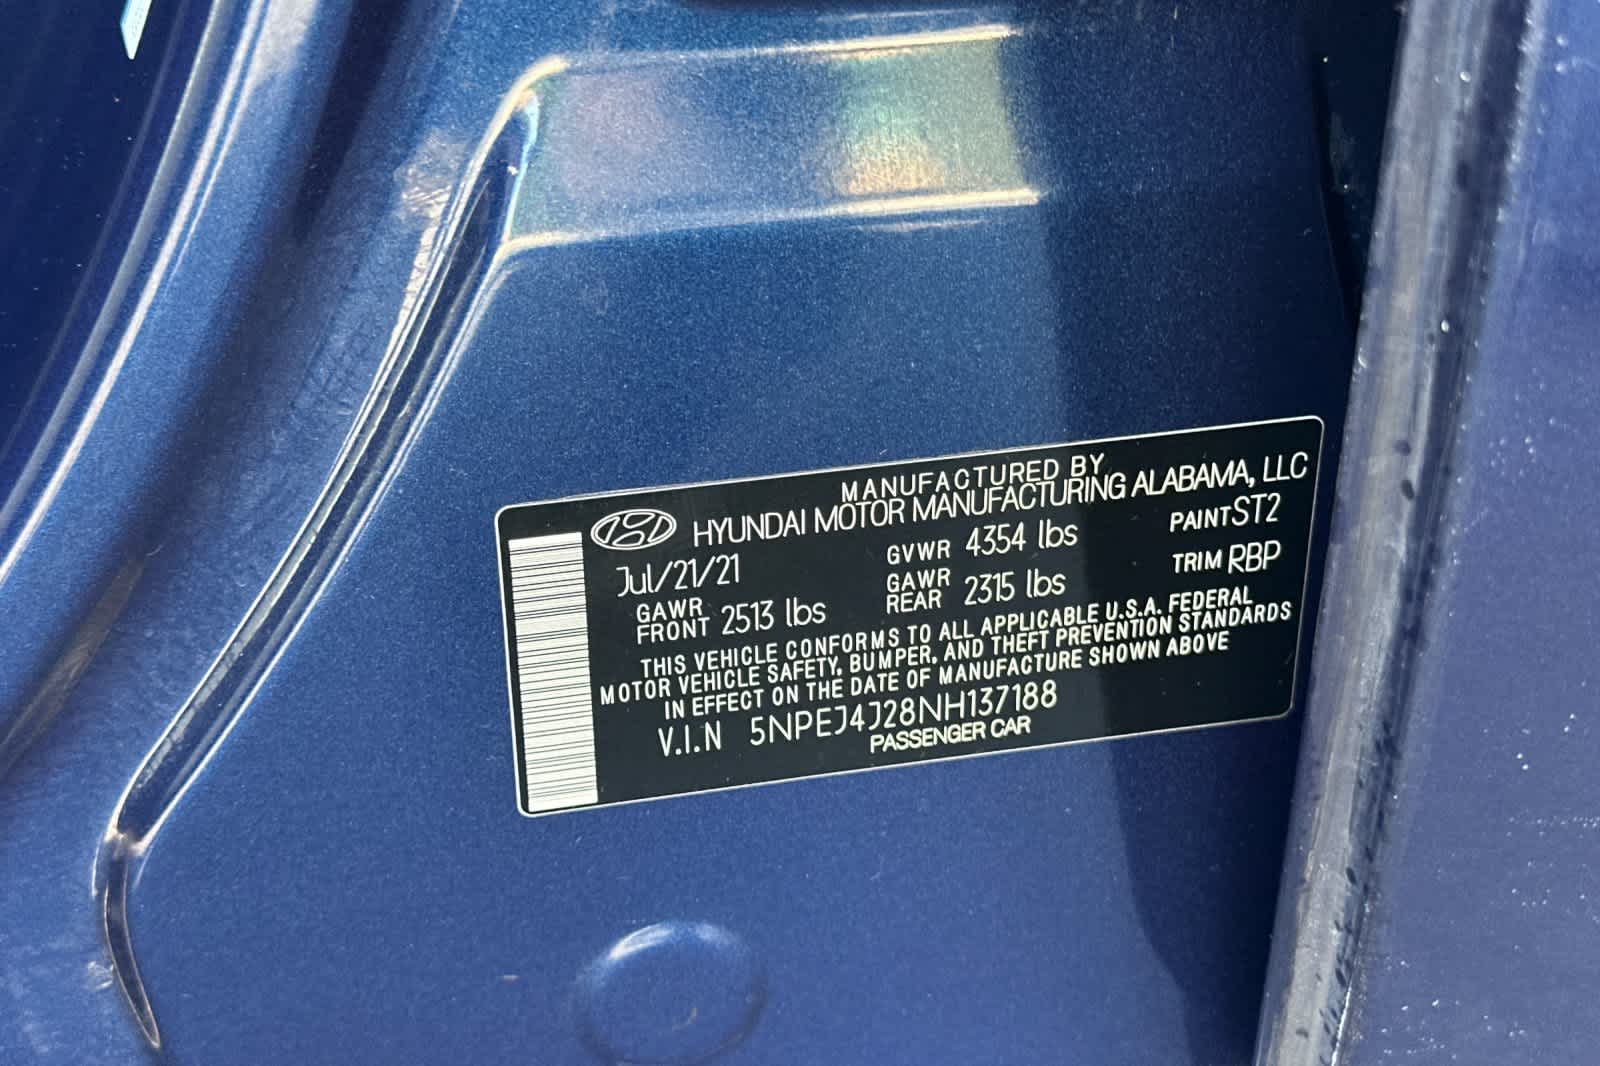 MANUFACTURED BY
HYUNDAI MOTOR MANUFACTURING ALABAMA, LLC
Jul/21/21 GVWR 4354 lbs PAINT ST2
GAWR FRONT 2513 lbs GAWR REAR 2315 lbs TRIM RBP
THIS VEHICLE CONFORMS TO ALL APPLICABLE U.S.A. FEDERAL
MOTOR VEHICLE SAFETY, BUMPER, AND THEFT PREVENTION STANDARDS
IN EFFECT ON THE DATE OF MANUFACTURE SHOWN ABOVE
V.I.N 5NPEJ4J28NH137188
PASSENGER CAR